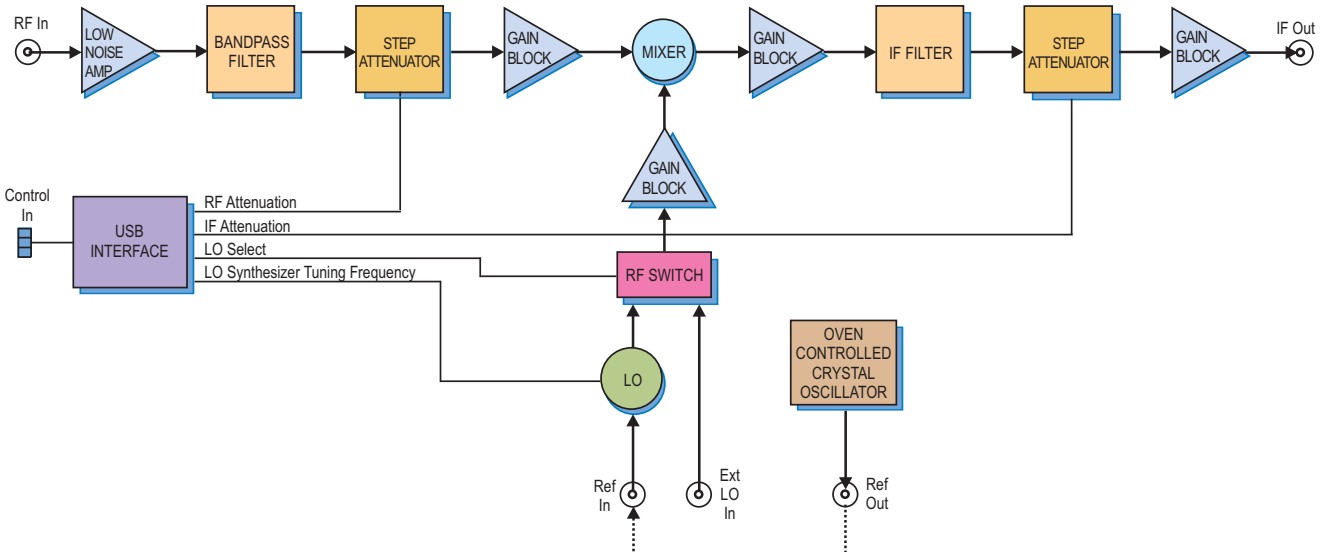 RF In
LOW
NOISE
AMP
BANDPASS
FILTER
STEP
ATTENUATOR
GAIN
BLOCK
MIXER
GAIN
BLOCK
IF FILTER
STEP
ATTENUATOR
GAIN
BLOCK
IF Out
GAIN
BLOCK
Control
In
USB
INTERFACE
RF Attenuation
IF Attenuation
LO Select
LO Synthesizer Tuning Frequency
RF SWITCH
LO
OVEN
CONTROLLED
CRYSTAL
OSCILLATOR
Ref
In
Ext
LO
In
Ref
Out